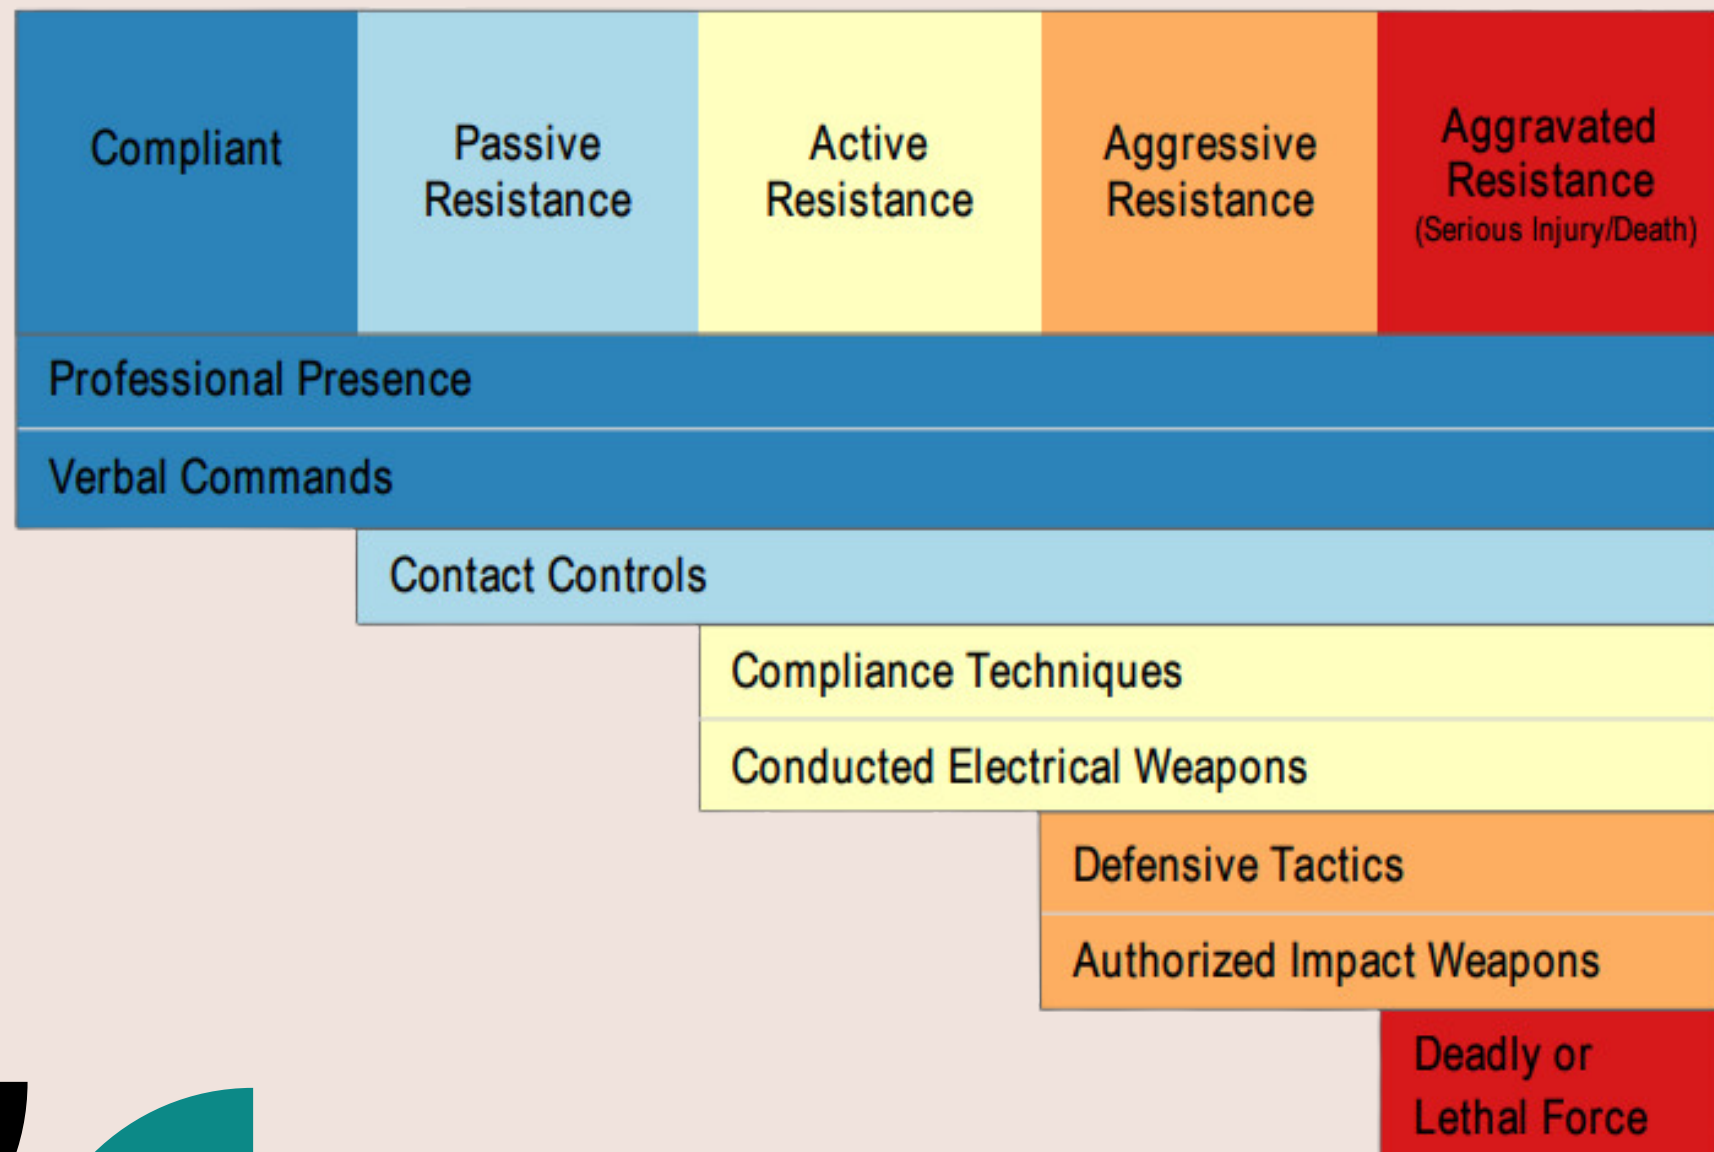 Compliant
Passive
Resistance
Active
Resistance
Aggressive
Resistance
Aggravated
Resistance
(Serious Injury/Death)
Professional Presence
Verbal Commands
Contact Controls
Compliance Techniques
Conducted Electrical Weapons
Defensive Tactics
Authorized Impact Weapons
Deadly or
Lethal Force